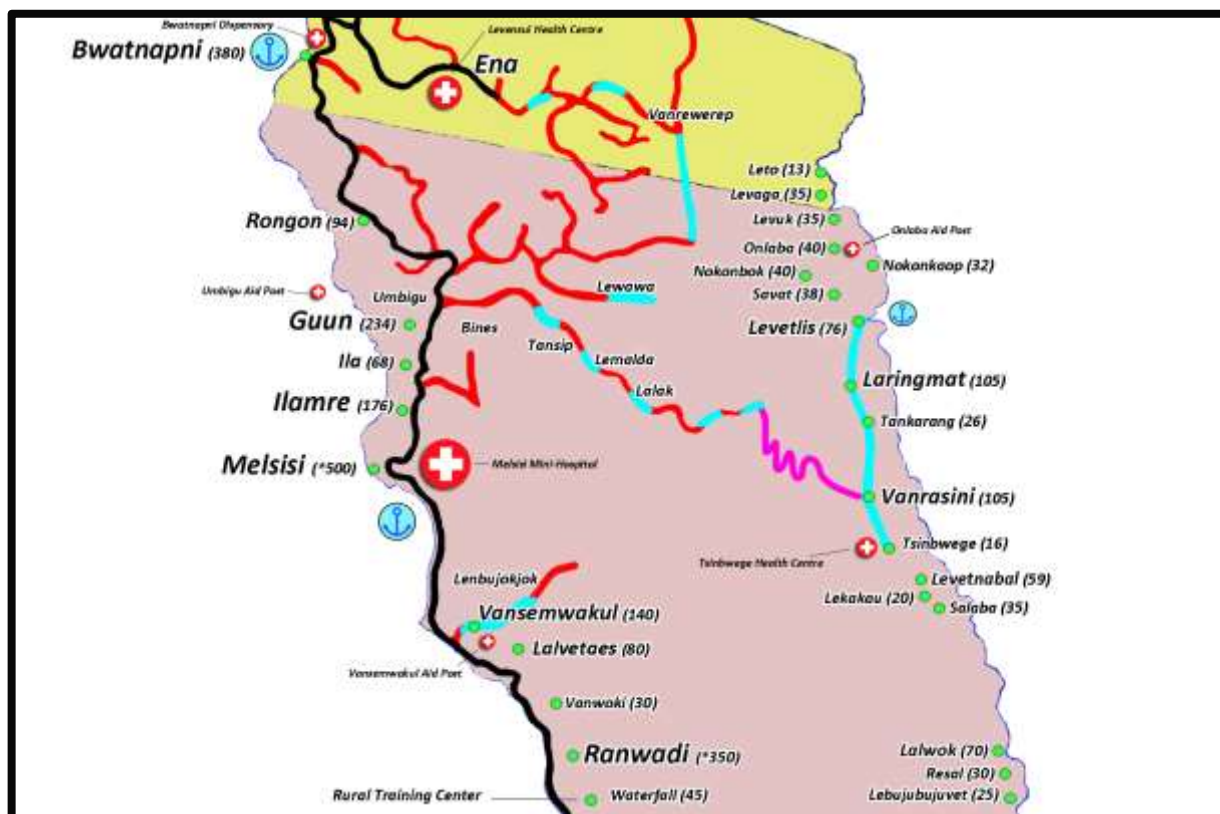 Bwatnapni Dispensary
Bwatnapni (380)
Levensul Health Centre
Ena
Vanrewerep
Leto (13)
Levaga (35)
Rongon (94)
Levuk (35)
Onlaba Aid Post
Onlaba (40)
Nokonbok (40)
Nokonkaop (32)
Umbigu Aid Post
Umbigu
Lewawa
Savat (38)
Guun (234)
Bines
Levetlis (76)
Tansip
Ila (68)
Lemalda
Lalak
Laringmat (105)
Ilamre (176)
Tankarang (26)
Melsisi (*500)
Melsisi Mini-Hospital
Vanrasini (105)
Tsinbwege (16)
Tsinbwege Health Centre
Lenbujokjok
Levetnabal (59)
Lekakau (20)
Salaba (35)
Vansemwakul (140)
Lalvetaes (80)
Vansemwakul Aid Post
Vanwoki (30)
Ranwadi (*350)
Lalwok (70)
Resal (30)
Rural Training Center
Waterfall (45)
Lebujubujuvet (25)